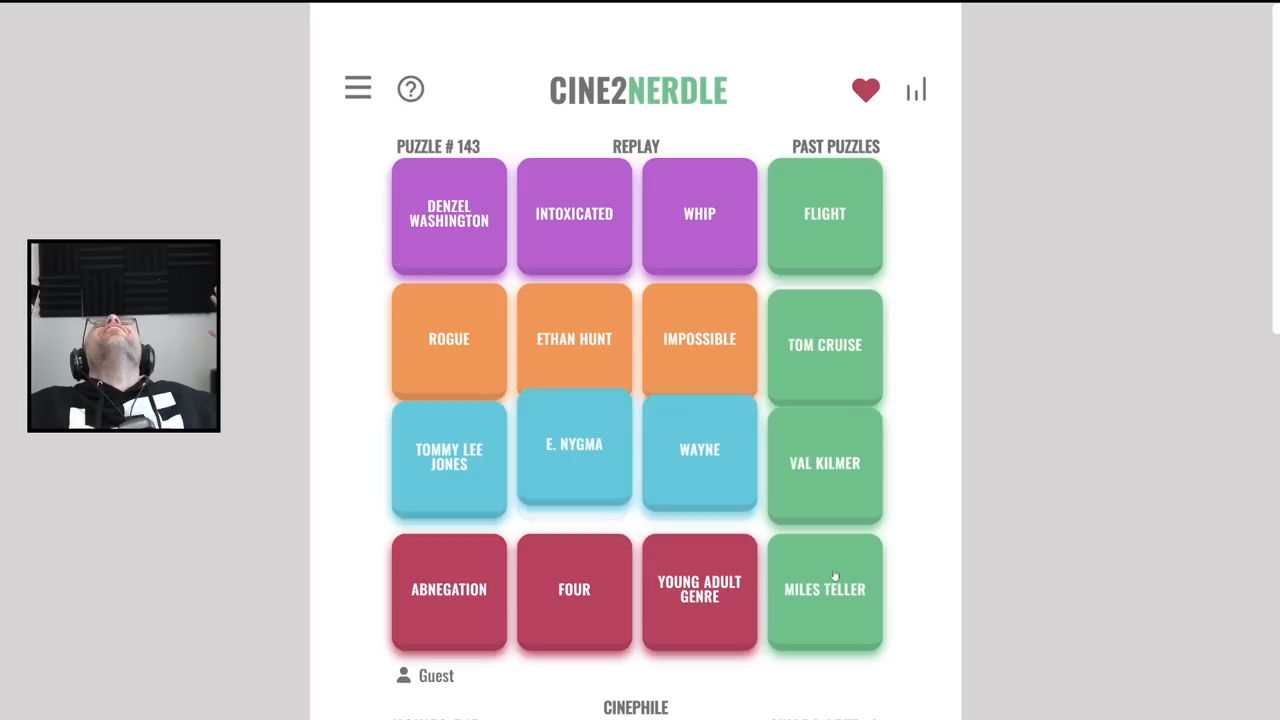 CINE2NERDLE
PUZZLE # 143
REPLAY
PAST PUZZLES
DENZEL
WASHINGTON
INTOXICATED
WHIP
FLIGHT
ROGUE
ETHAN HUNT
IMPOSSIBLE
TOM CRUISE
TOMMY LEE
JONES
E. NYGMA
WAYNE
VAL KILMER
ABNEGATION
FOUR
YOUNG ADULT
GENRE
MILES TELLER
Guest
CINEPHILE